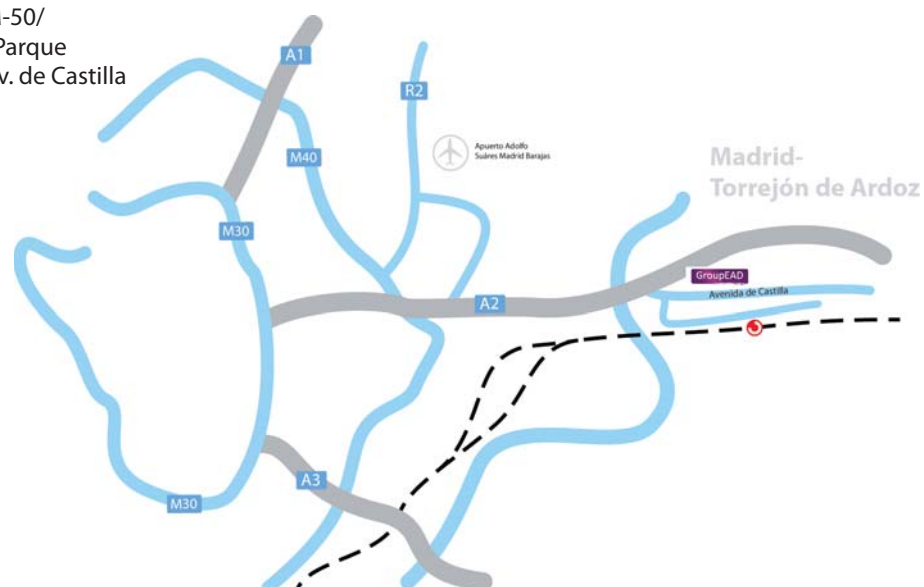 M-50/
Parque
v. de Castilla
A1
R2
M40
Apuerto Adolfo
Suáres Madrid Barajas
Madrid-
Torrejón de Ardoz
M30
GroupEAD
Avenida de Castilla
A2
A3
M30